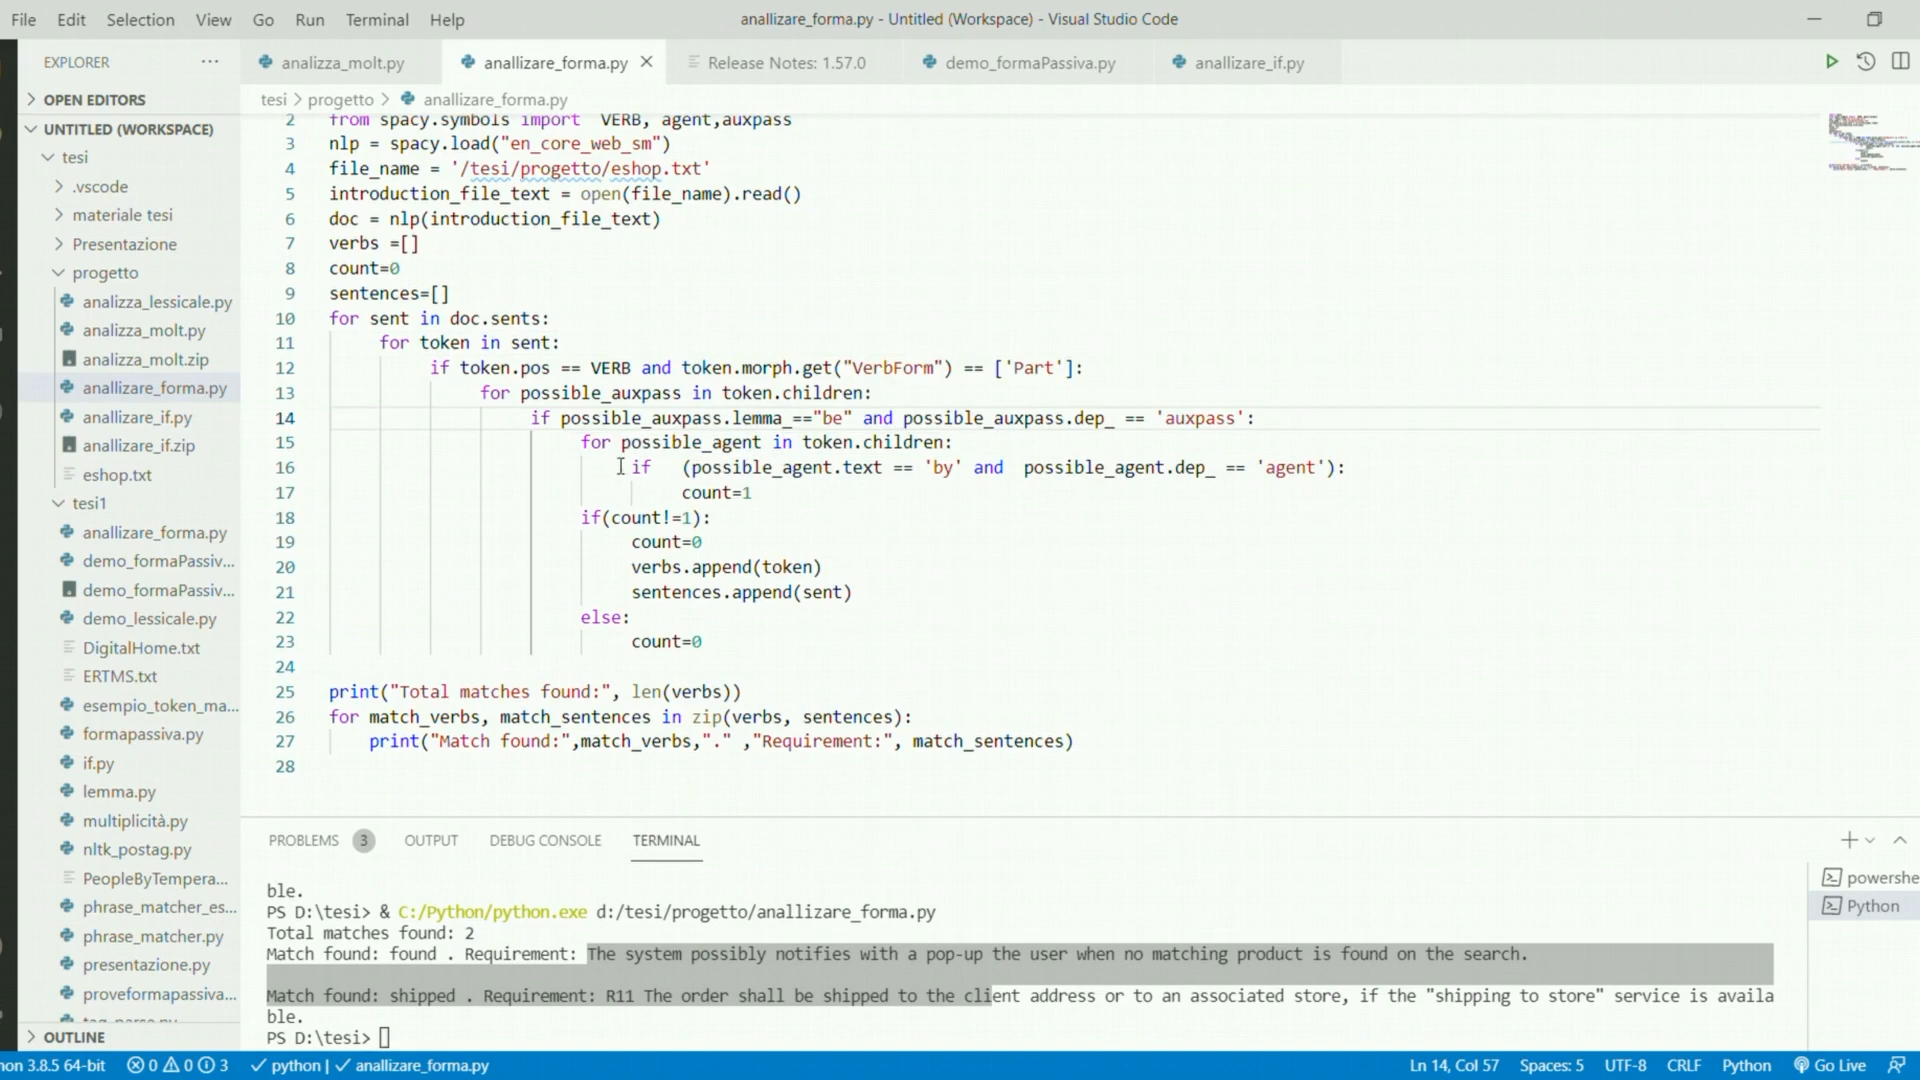 File Edit Selection View Go Run Terminal Help
anallizare_forma.py - Untitled (Workspace) - Visual Studio Code
EXPLORER
analizza_molt.py
anallizare_forma.py
Release Notes: 1.57.0
demo_formaPassiva.py
anallizare_if.py
OPEN EDITORS
UNTITLED (WORKSPACE)
tesi
.vscode
materiale tesi
Presentazione
progetto
analizza_lessicale.py
analizza_molt.py
analizza_molt.zip
anallizare_forma.py
anallizare_if.py
anallizare_if.zip
eshop.txt
tesi1
anallizare_forma.py
demo_formaPassiv...
demo_formaPassiv...
demo_lessicale.py
DigitalHome.txt
ERTMS.txt
esempio_token_ma...
formapassiva.py
if.py
lemma.py
multiplicità.py
nltk_postag.py
PeopleByTempera...
phrase_matcher_es...
phrase_matcher.py
presentazione.py
proveformapassiva...
OUTLINE
tesi > progetto > anallizare_forma.py
2 from spacy.symbols import VERB, agent,auxpass
3 nlp = spacy.load("en_core_web_sm")
4 file_name = '/tesi/progetto/eshop.txt'
5 introduction_file_text = open(file_name).read()
6 doc = nlp(introduction_file_text)
7 verbs =[]
8 count=0
9 sentences=[]
10 for sent in doc.sents:
11 for token in sent:
12 if token.pos == VERB and token.morph.get("VerbForm") == ['Part']:
13 for possible_auxpass in token.children:
14 if possible_auxpass.lemma_=="be" and possible_auxpass.dep_ == 'auxpass':
15 for possible_agent in token.children:
16 if (possible_agent.text == 'by' and possible_agent.dep_ == 'agent'):
17 count=1
18 if(count!=1):
19 count=0
20 verbs.append(token)
21 sentences.append(sent)
22 else:
23 count=0
24
25 print("Total matches found:", len(verbs))
26 for match_verbs, match_sentences in zip(verbs, sentences):
27 print("Match found:",match_verbs,"." ,"Requirement:", match_sentences)
28
PROBLEMS 3 OUTPUT DEBUG CONSOLE TERMINAL
powershe
Python
ble.
PS D:\tesi> & C:/Python/python.exe d:/tesi/progetto/anallizare_forma.py
Total matches found: 2
Match found: found . Requirement: The system possibly notifies with a pop-up the user when no matching product is found on the search.
Match found: shipped . Requirement: R11 The order shall be shipped to the client address or to an associated store, if the "shipping to store" service is availa
ble.
PS D:\tesi>
hon 3.8.5 64-bit 0 0 3 python | anallizare_forma.py Ln 14, Col 57 Spaces: 5 UTF-8 CRLF Python Go Live